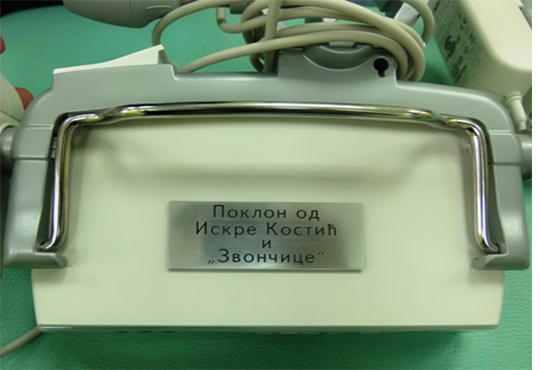 Поклон од
Искре Костић
и
„Звончице“